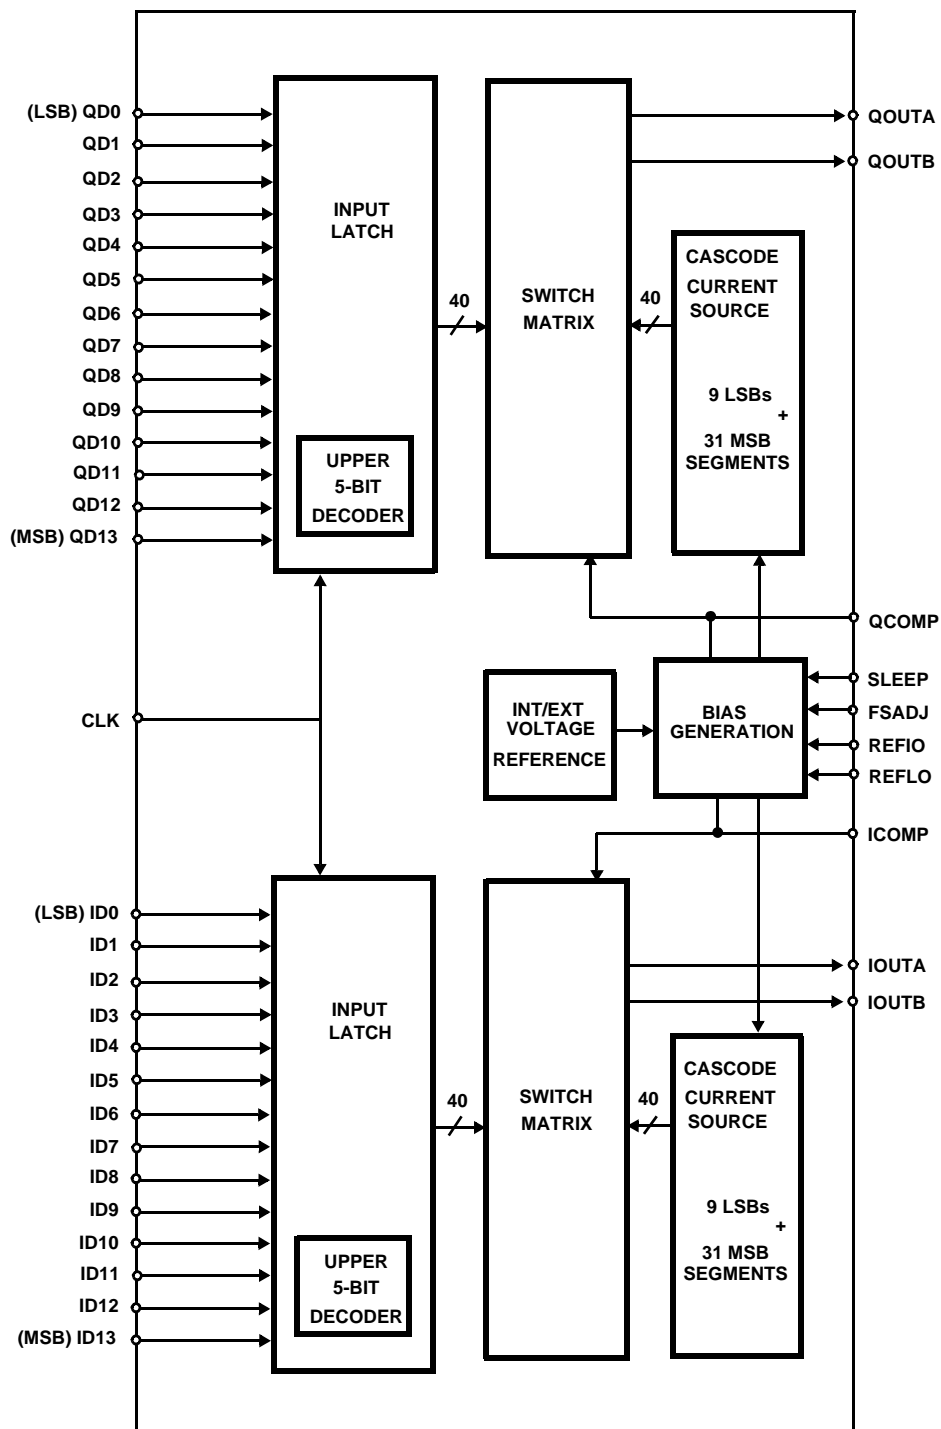 (LSB) QD0
QD1
QD2
QD3
QD4
QD5
QD6
QD7
QD8
QD9
QD10
QD11
QD12
(MSB) QD13
INPUT
LATCH
UPPER
5-BIT
DECODER
40
SWITCH
MATRIX
40
CASCODE
CURRENT
SOURCE
9 LSBs
+
31 MSB
SEGMENTS
QOUTA
QOUTB
QCOMP
CLK
INT/EXT
VOLTAGE
REFERENCE
BIAS
GENERATION
SLEEP
FSADJ
REFIO
REFLO
ICOMP
(LSB) ID0
ID1
ID2
ID3
ID4
ID5
ID6
ID7
ID8
ID9
ID10
ID11
ID12
(MSB) ID13
INPUT
LATCH
UPPER
5-BIT
DECODER
40
SWITCH
MATRIX
40
CASCODE
CURRENT
SOURCE
9 LSBs
+
31 MSB
SEGMENTS
IOUTA
IOUTB